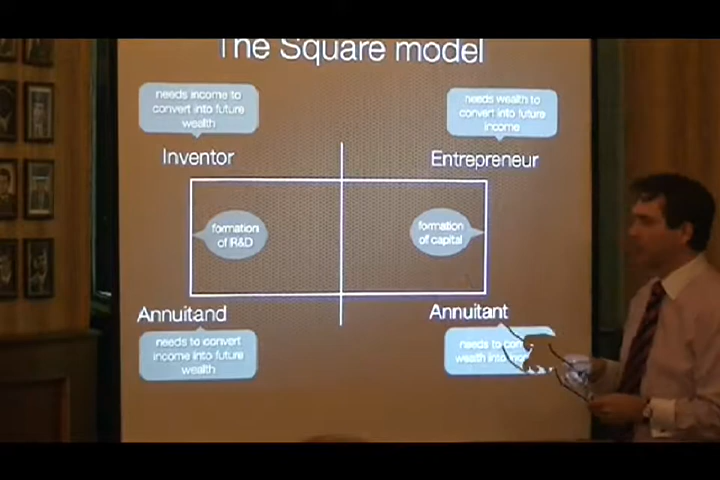 The Square model
needs income to
convert into future
wealth
needs wealth to
convert into future
income
Inventor
Entrepreneur
formation
of R&D
formation
of capital
Annuitand
Annuitant
needs to convert
income into future
wealth
needs to
wealth into